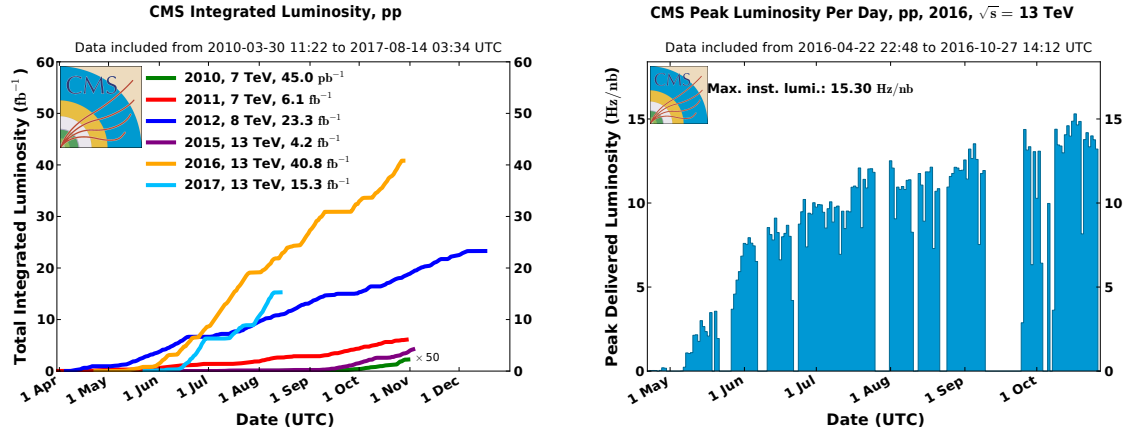 CMS Integrated Luminosity, pp
Data included from 2010-03-30 11:22 to 2017-08-14 03:34 UTC
CMS
2010, 7 TeV, 45.0 pb⁻¹
2011, 7 TeV, 6.1 fb⁻¹
2012, 8 TeV, 23.3 fb⁻¹
2015, 13 TeV, 4.2 fb⁻¹
2016, 13 TeV, 40.8 fb⁻¹
2017, 13 TeV, 15.3 fb⁻¹
Total Integrated Luminosity (fb⁻¹)
60 60
50 50
40 40
30 30
20 20
10 10
0 0
× 50
1 Apr 1 May 1 Jun 1 Jul 1 Aug 1 Sep 1 Oct 1 Nov 1 Dec
Date (UTC)
CMS Peak Luminosity Per Day, pp, 2016, √s = 13 TeV
Data included from 2016-04-22 22:48 to 2016-10-27 14:12 UTC
CMS
Max. inst. lumi.: 15.30 Hz/nb
Peak Delivered Luminosity (Hz/nb)
15 15
10 10
5 5
0 0
1 May 1 Jun 1 Jul 1 Aug 1 Sep 1 Oct
Date (UTC)